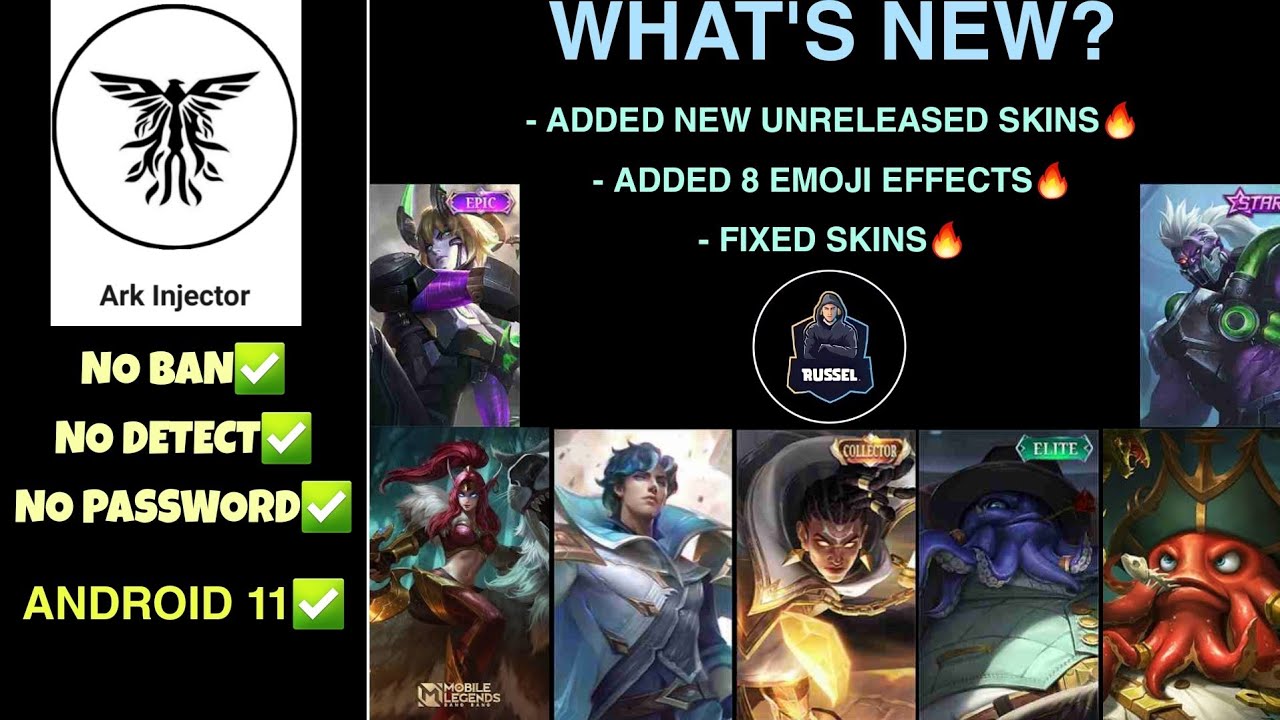 Ark Injector
NO BAN✅
NO DETECT✅
NO PASSWORD✅
ANDROID 11✅
WHAT'S NEW?
- ADDED NEW UNRELEASED SKINS🔥
- ADDED 8 EMOJI EFFECTS🔥
- FIXED SKINS🔥
EPIC
STAR
RUSSEL
COLLECTOR
ELITE
MOBILE
LEGENDS
BANG BANG